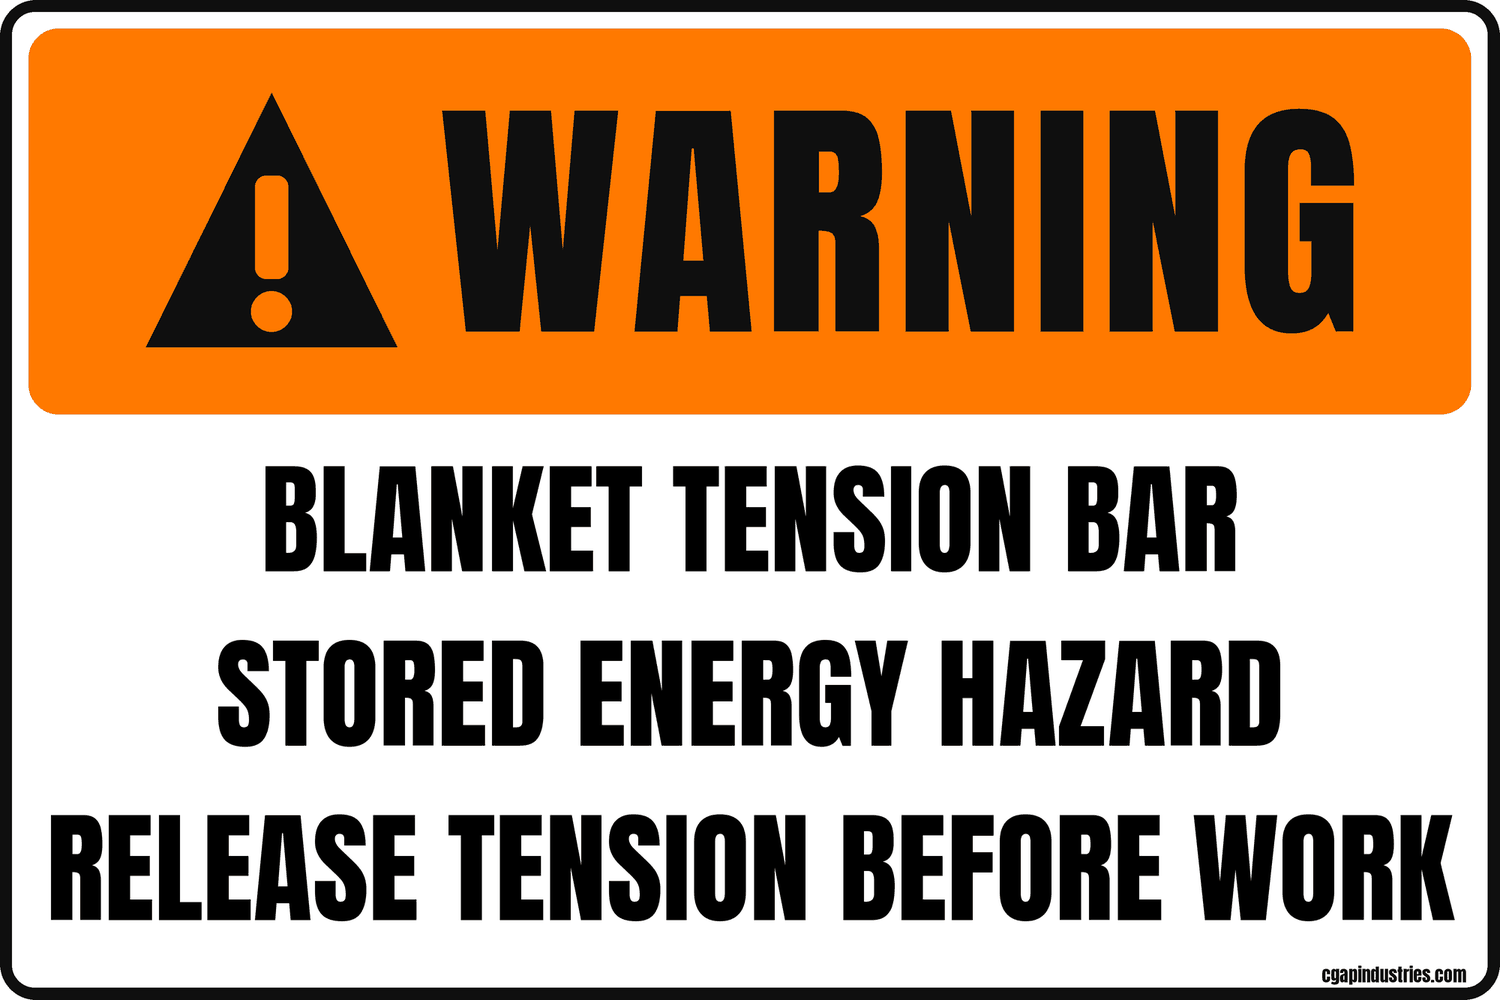 WARNING
BLANKET TENSION BAR
STORED ENERGY HAZARD
RELEASE TENSION BEFORE WORK
cgapindustries.com